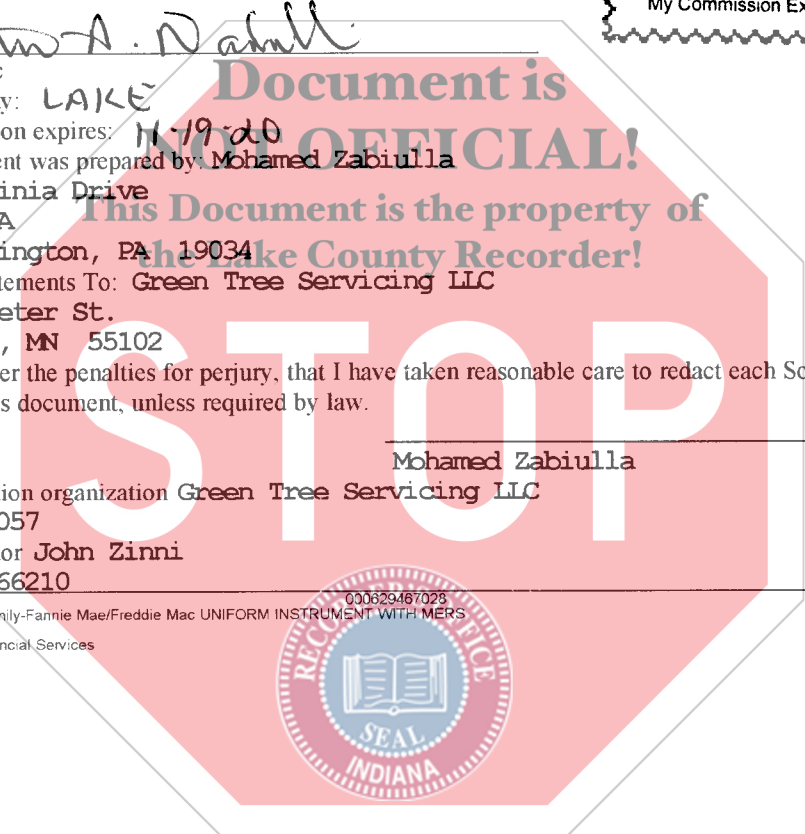 My Commission Ex
A. Nahull
y: LAKE
on expires: 11-19-20
ent was prepared by: Mohamed Zabiulla
inia Drive
A
ington, PA 19034
tements To: Green Tree Servicing LLC
eter St.
, MN 55102
er the penalties for perjury, that I have taken reasonable care to redact each So
s document, unless required by law.
Mohamed Zabiulla
ion organization Green Tree Servicing LLC
057
or John Zinni
66210
000629467028
nily-Fannie Mae/Freddie Mac UNIFORM INSTRUMENT WITH MERS
ncial Services
Document is
NOT OFFICIAL!
This Document is the property of
the Lake County Recorder!
STOP
RECORDER'S OFFICE
SEAL
INDIANA